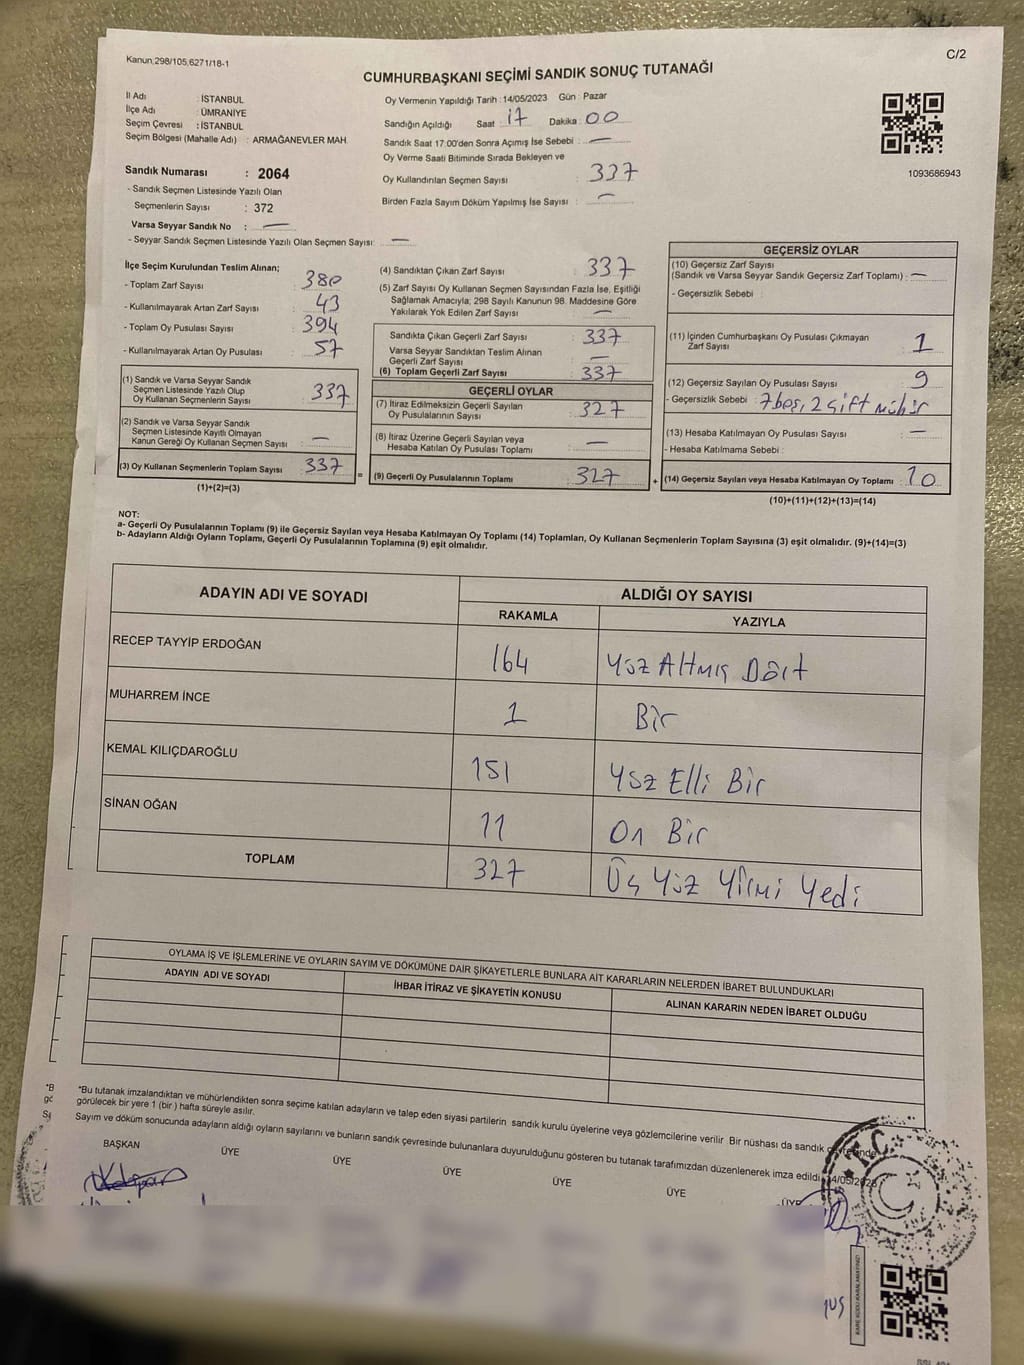 Kanun,298/105,6271/18-1
C/2
CUMHURBAŞKANI SEÇİMİ SANDIK SONUÇ TUTANAĞI
İl Adı : İSTANBUL
İlçe Adı : ÜMRANİYE
Seçim Çevresi : İSTANBUL
Seçim Bölgesi (Mahalle Adı) : ARMAĞANEVLER MAH.
Oy Vermenin Yapıldığı Tarih : 14/05/2023 Gün : Pazar
Sandığın Açıldığı Saat : 17 Dakika : 00
Sandık Saat 17:00'den Sonra Açımış İse Sebebi : —
Oy Verme Saati Bitiminde Sırada Bekleyen ve
Oy Kullandırılan Seçmen Sayısı : 337
Birden Fazla Sayım Döküm Yapılmış İse Sayısı : —
1093686943
Sandık Numarası : 2064
- Sandık Seçmen Listesinde Yazılı Olan
Seçmenlerin Sayısı : 372
Varsa Seyyar Sandık No : —
- Seyyar Sandık Seçmen Listesinde Yazılı Olan Seçmen Sayısı: —
İlçe Seçim Kurulundan Teslim Alınan;
- Toplam Zarf Sayısı : 380
- Kullanılmayarak Artan Zarf Sayısı : 43
- Toplam Oy Pusulası Sayısı : 394
- Kullanılmayarak Artan Oy Pusulası : 57
(1) Sandık ve Varsa Seyyar Sandık
Seçmen Listesinde Yazılı Olup
Oy Kullanan Seçmenlerin Sayısı : 337
(2) Sandık ve Varsa Seyyar Sandık
Seçmen Listesinde Kayıtlı Olmayan
Kanun Gereği Oy Kullanan Seçmen Sayısı : —
(3) Oy Kullanan Seçmenlerin Toplam Sayısı : 337
(1)+(2)=(3)
=
(4) Sandıktan Çıkan Zarf Sayısı : 337
(5) Zarf Sayısı Oy Kullanan Seçmen Sayısından Fazla İse, Eşitliği
Sağlamak Amacıyla; 298 Sayılı Kanunun 98. Maddesine Göre
Yakılarak Yok Edilen Zarf Sayısı : —
Sandıkta Çıkan Geçerli Zarf Sayısı : 337
Varsa Seyyar Sandıktan Teslim Alınan
Geçerli Zarf Sayısı : —
(6) Toplam Geçerli Zarf Sayısı : 337
GEÇERLİ OYLAR
(7) İtiraz Edilmeksizin Geçerli Sayılan
Oy Pusulalarının Sayısı : 327
(8) İtiraz Üzerine Geçerli Sayılan veya
Hesaba Katılan Oy Pusulası Toplamı : —
(9) Geçerli Oy Pusulalarının Toplamı : 327
+
GEÇERSİZ OYLAR
(10) Geçersiz Zarf Sayısı
(Sandık ve Varsa Seyyar Sandık Geçersiz Zarf Toplamı) : —
- Geçersizlik Sebebi :
(11) İçinden Cumhurbaşkanı Oy Pusulası Çıkmayan
Zarf Sayısı : 1
(12) Geçersiz Sayılan Oy Pusulası Sayısı : 9
- Geçersizlik Sebebi : 7 boş, 2 çift mühür
(13) Hesaba Katılmayan Oy Pusulası Sayısı : —
- Hesaba Katılmama Sebebi :
(14) Geçersiz Sayılan veya Hesaba Katılmayan Oy Toplamı : 10
(10)+(11)+(12)+(13)=(14)
NOT:
a- Geçerli Oy Pusulalarının Toplamı (9) ile Geçersiz Sayılan veya Hesaba Katılmayan Oy Toplamı (14) Toplamları, Oy Kullanan Seçmenlerin Toplam Sayısına (3) eşit olmalıdır. (9)+(14)=(3)
b- Adayların Aldığı Oyların Toplamı, Geçerli Oy Pusulalarının Toplamına (9) eşit olmalıdır.
ADAYIN ADI VE SOYADI
ALDIĞI OY SAYISI
RAKAMLA YAZIYLA
RECEP TAYYİP ERDOĞAN 164 Yüz Altmış Dört
MUHARREM İNCE 1 Bir
KEMAL KILIÇDAROĞLU 151 Yüz Elli Bir
SİNAN OĞAN 11 On Bir
TOPLAM 327 Üç Yüz Yirmi Yedi
OYLAMA İŞ VE İŞLEMLERİNE VE OYLARIN SAYIM VE DÖKÜMÜNE DAİR ŞİKAYETLERLE BUNLARA AİT KARARLARIN NELERDEN İBARET BULUNDUKLARI
ADAYIN ADI VE SOYADI İHBAR İTİRAZ VE ŞİKAYETİN KONUSU ALINAN KARARIN NEDEN İBARET OLDUĞU
*Bu tutanak imzalandıktan ve mühürlendikten sonra seçime katılan adayların ve talep eden siyasi partilerin sandık kurulu üyelerine veya gözlemcilerine verilir Bir nüshası da sandık çevresinde
görülecek bir yere 1 (bir ) hafta süreyle asılır.
Sayım ve döküm sonucunda adayların aldığı oyların sayılarını ve bunların sandık çevresinde bulunanlara duyurulduğunu gösteren bu tutanak tarafımızdan düzenlenerek imza edildi. 14/05/2023
BAŞKAN ÜYE ÜYE ÜYE ÜYE ÜYE ÜYE
T.C.